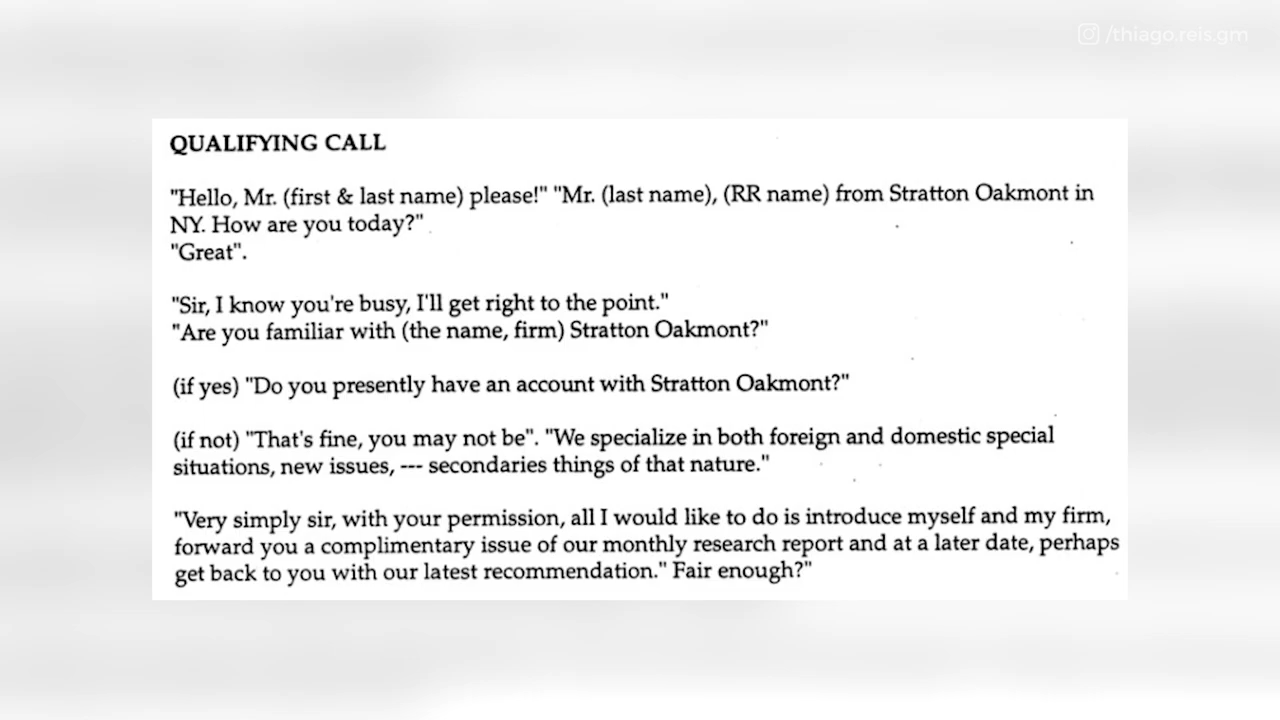 /thiago.reis.gm
QUALIFYING CALL
"Hello, Mr. (first & last name) please!" "Mr. (last name), (RR name) from Stratton Oakmont in
NY. How are you today?"
"Great".
"Sir, I know you're busy, I'll get right to the point."
"Are you familiar with (the name, firm) Stratton Oakmont?"
(if yes) "Do you presently have an account with Stratton Oakmont?"
(if not) "That's fine, you may not be". "We specialize in both foreign and domestic special
situations, new issues, --- secondaries things of that nature."
"Very simply sir, with your permission, all I would like to do is introduce myself and my firm,
forward you a complimentary issue of our monthly research report and at a later date, perhaps
get back to you with our latest recommendation." Fair enough?"